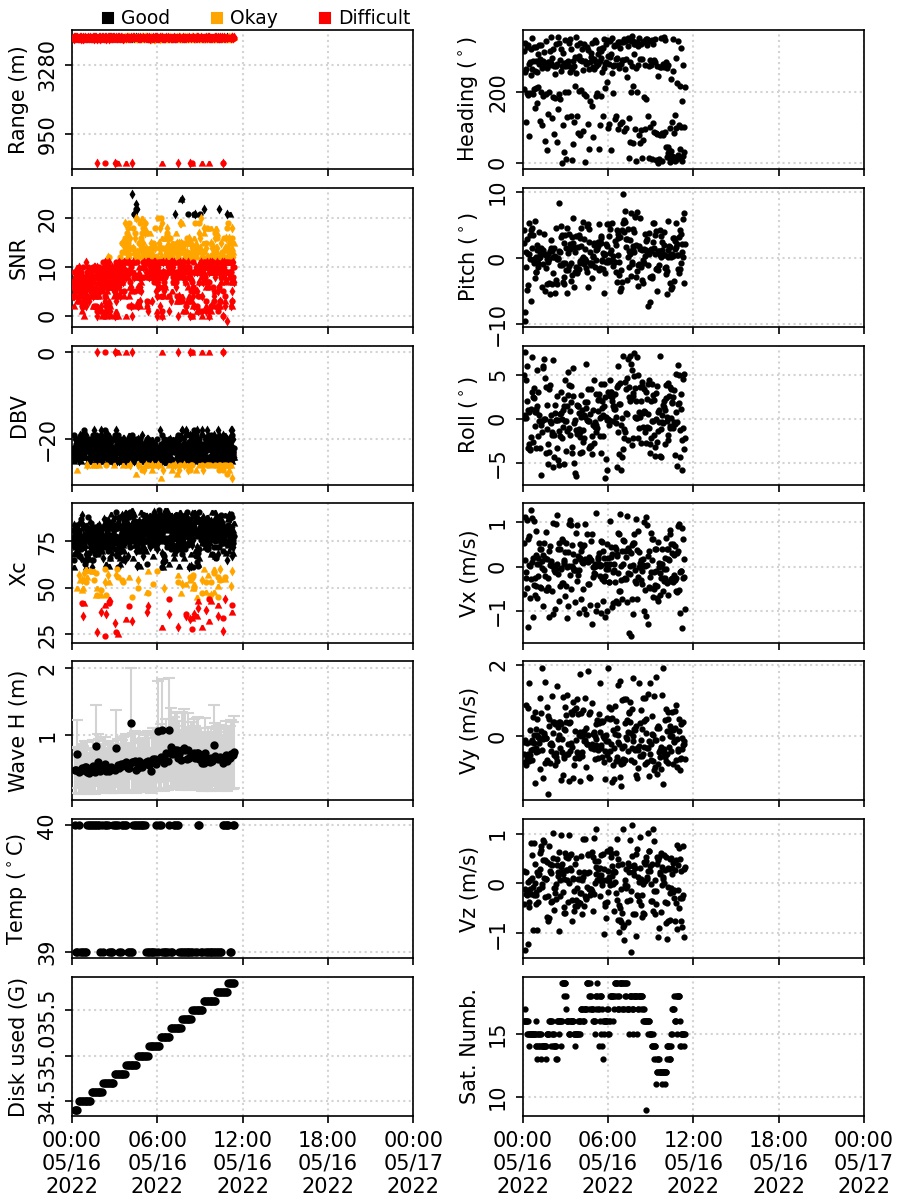 Good Okay Difficult
Range (m)
3280
950
Heading (°)
200
0
SNR
20
10
0
Pitch (°)
10
0
−10
DBV
0
−20
Roll (°)
5
0
−5
Xc
75
50
25
Vx (m/s)
1
0
−1
Wave H (m)
2
1
Vy (m/s)
2
0
Temp (°C)
40
39
Vz (m/s)
1
0
−1
Disk used (G)
35.5
35.0
34.5
Sat. Numb.
15
10
00:00 06:00 12:00 18:00 00:00
05/16 05/16 05/16 05/16 05/17
2022 2022 2022 2022 2022
00:00 06:00 12:00 18:00 00:00
05/16 05/16 05/16 05/16 05/17
2022 2022 2022 2022 2022